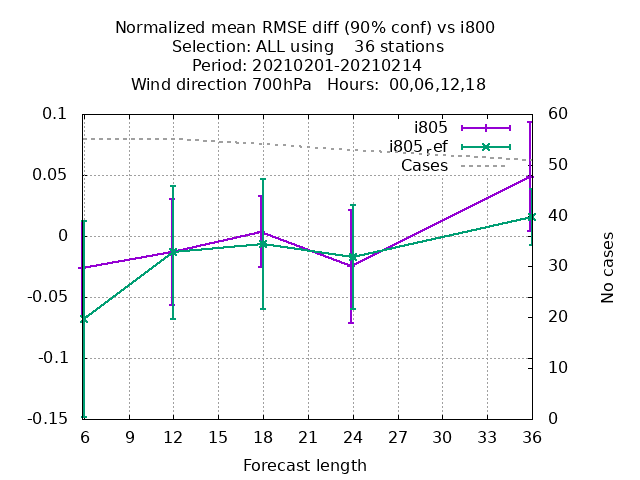 Normalized mean RMSE diff (90% conf) vs i800
Selection: ALL using    36 stations
Period: 20210201-20210214
Wind direction 700hPa   Hours:  00,06,12,18
i805
i805_ref
Cases
0.1
0.05
0
-0.05
-0.1
-0.15
60
50
40
30
20
10
0
No cases
6 9 12 15 18 21 24 27 30 33 36
Forecast length